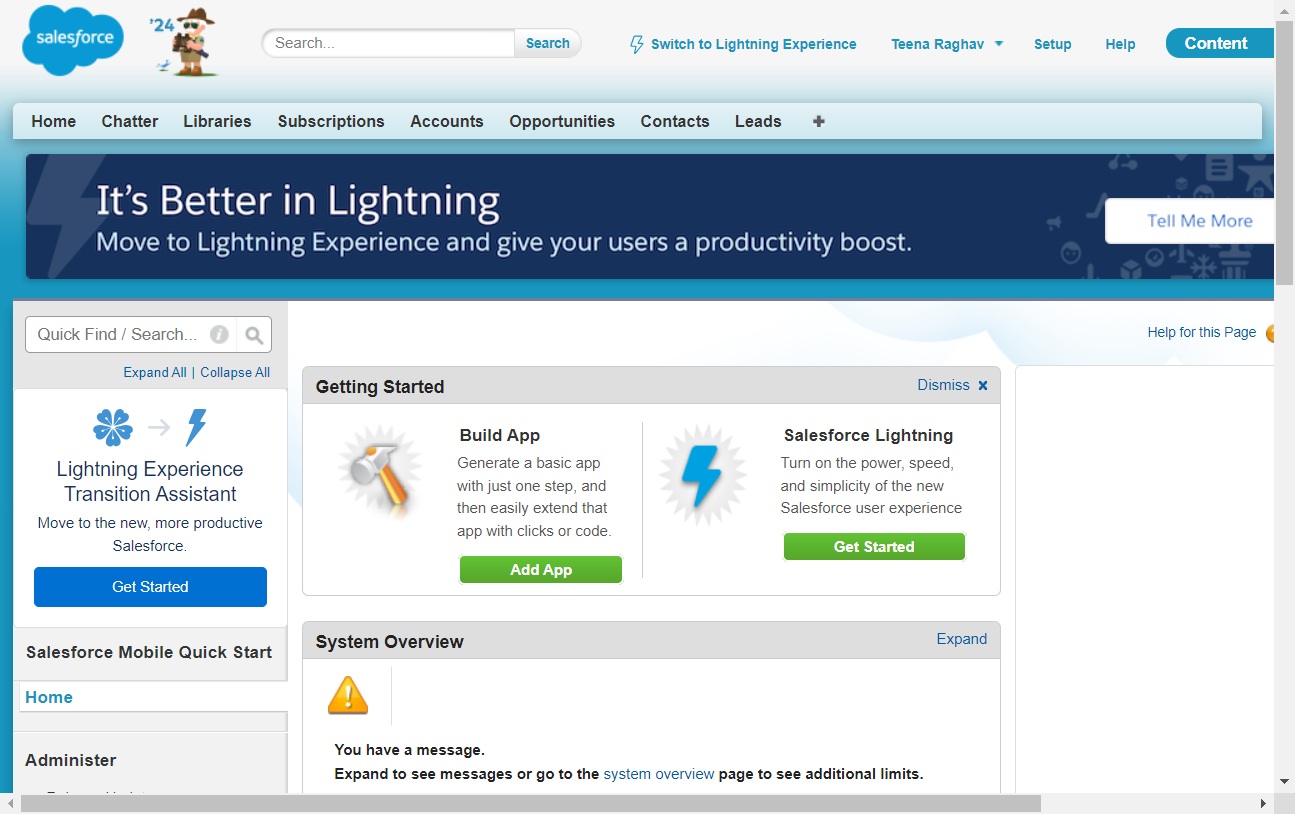 salesforce
'24
Search...
Search
Switch to Lightning Experience
Teena Raghav
Setup
Help
Content
Home
Chatter
Libraries
Subscriptions
Accounts
Opportunities
Contacts
Leads
It's Better in Lightning
Move to Lightning Experience and give your users a productivity boost.
Tell Me More
Quick Find / Search...
Expand All | Collapse All
Lightning Experience
Transition Assistant
Move to the new, more productive
Salesforce.
Get Started
Salesforce Mobile Quick Start
Home
Administer
Help for this Page
Getting Started
Dismiss
Build App
Generate a basic app
with just one step, and
then easily extend that
app with clicks or code.
Add App
Salesforce Lightning
Turn on the power, speed,
and simplicity of the new
Salesforce user experience
Get Started
System Overview
Expand
You have a message.
Expand to see messages or go to the system overview page to see additional limits.